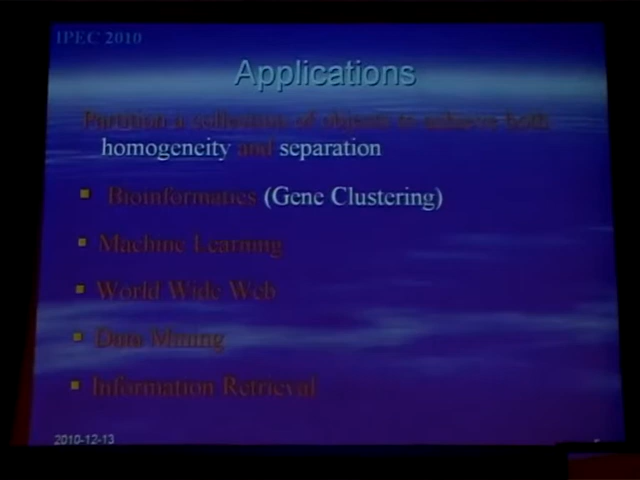 IPEC 2010
Applications
Partition a collection of objects to achieve both
homogeneity and separation
Bioinformatics (Gene Clustering)
Machine Learning
World Wide Web
Data Mining
Information Retrieval
2010-12-13